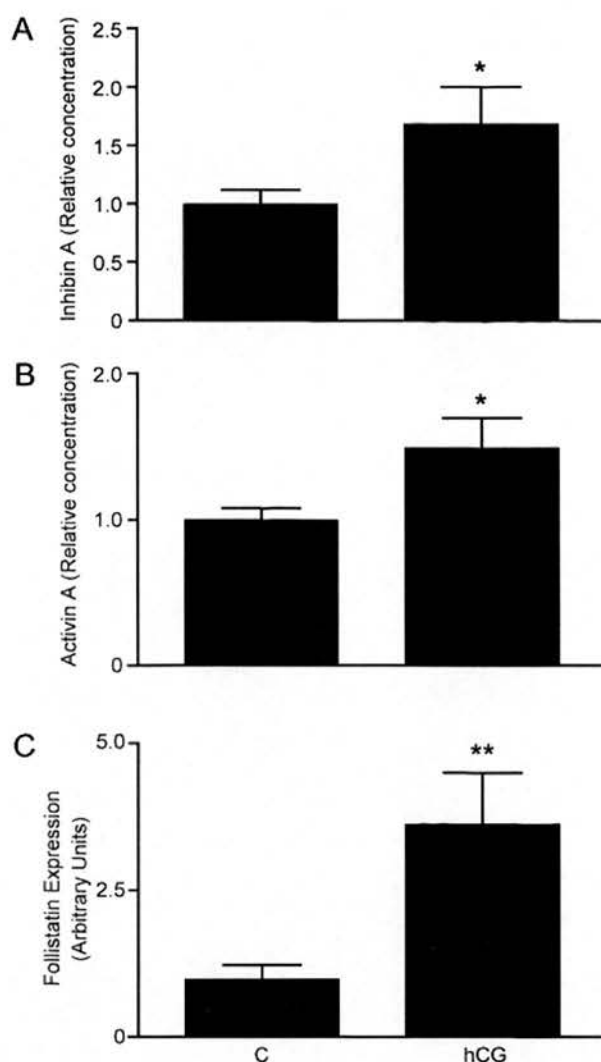 A
Inhibin A (Relative concentration)
2.5
2.0
1.5
1.0
0.5
0
*
B
Activin A (Relative concentration)
2.0
1.0
0
*
C
Follistatin Expression
(Arbitrary Units)
5.0
2.5
0
**
C
hCG